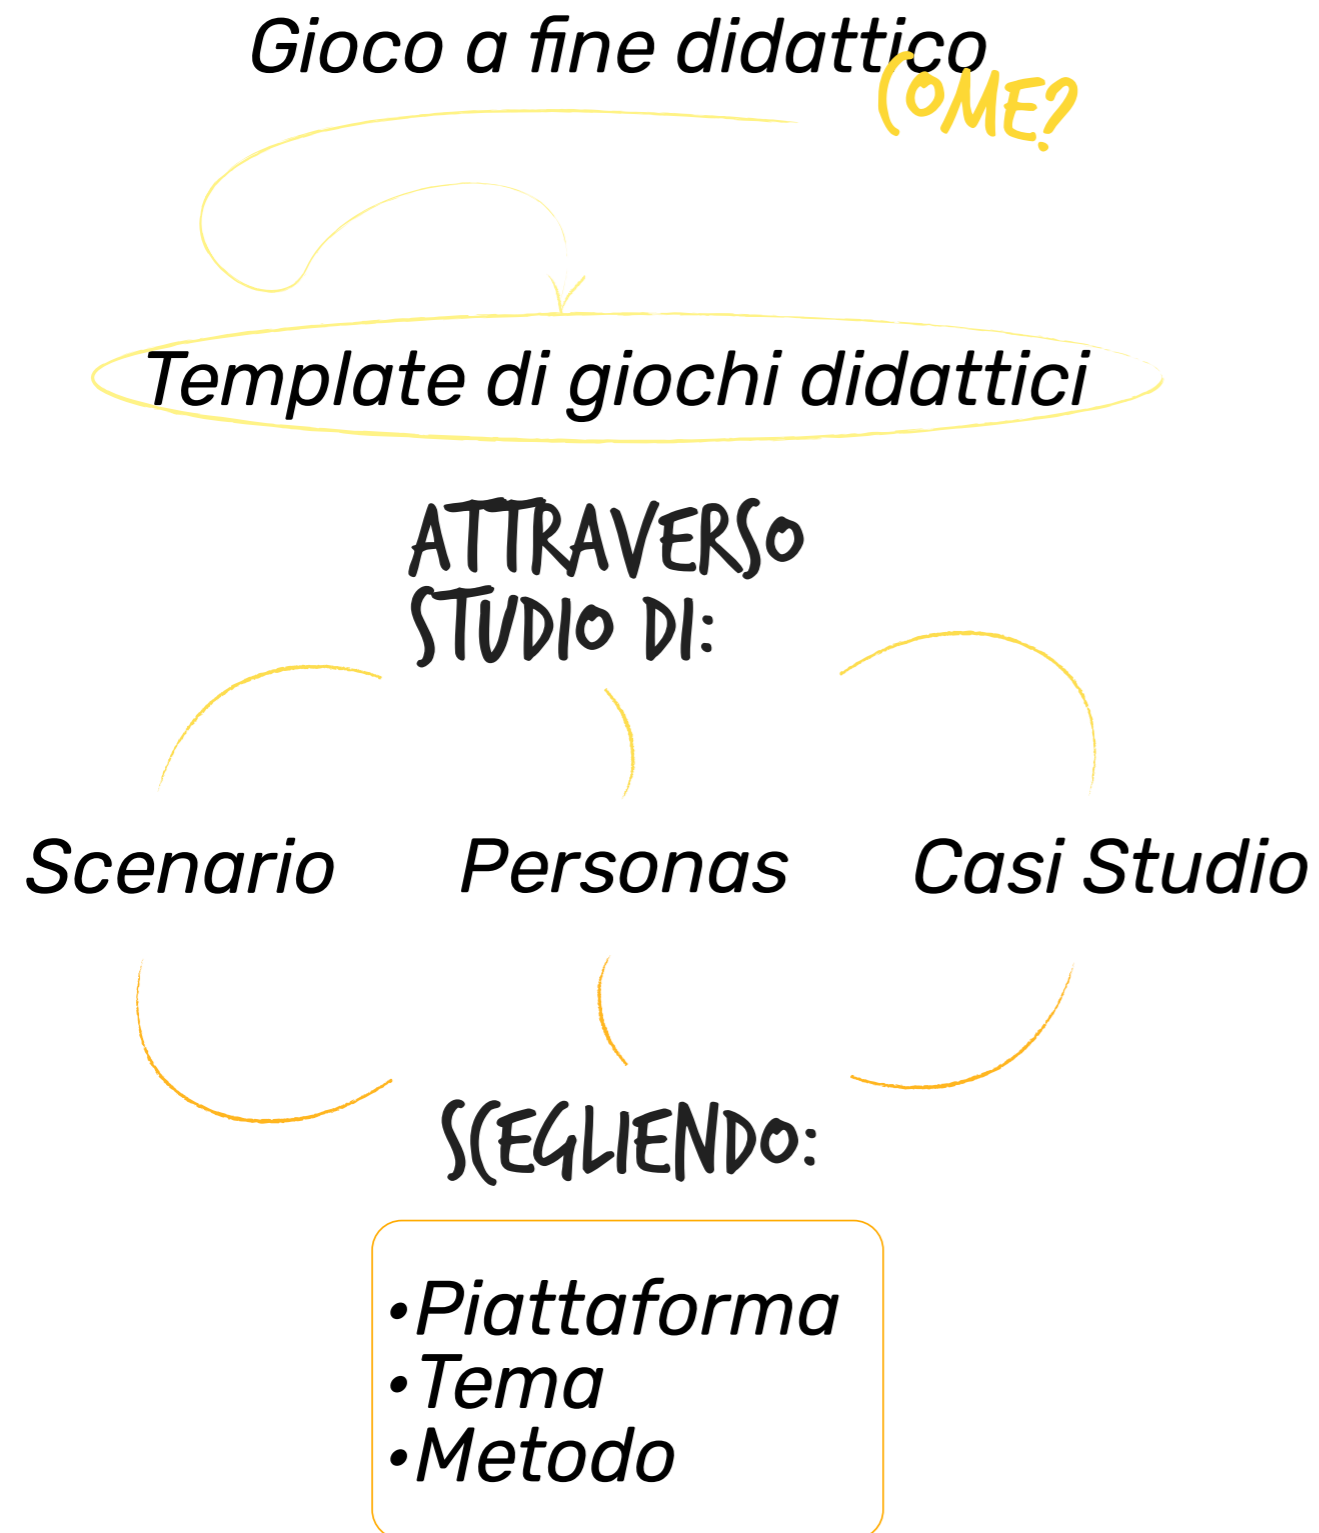 Gioco a fine didattico
COME?
Template di giochi didattici
ATTRAVERSO
STUDIO DI:
Scenario Personas Casi Studio
SCEGLIENDO:
•Piattaforma
•Tema
•Metodo